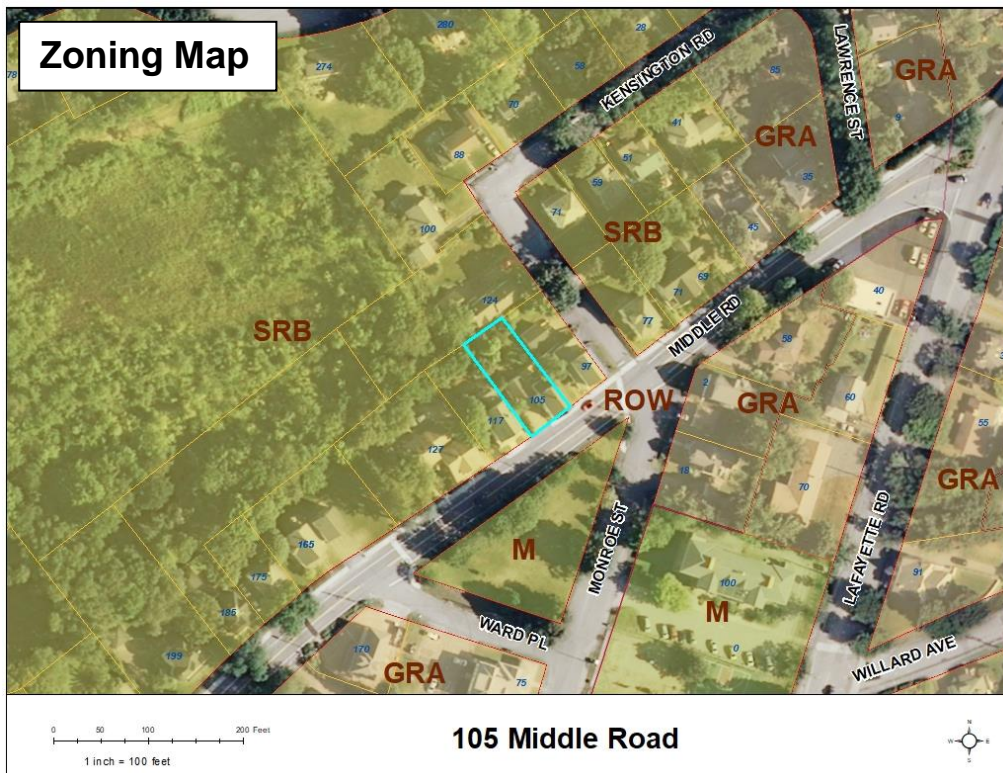 Zoning Map
280
28
78
274
58
KENSINGTON RD
LAWRENCE ST
GRA
85
70
41
9
GRA
88
51
35
59
71
SRB
45
100
69
124
71
40
77
MIDDLE RD
SRB
58
97
2
105
ROW
GRA
60
117
55
127
18
70
GRA
M
MONROE ST
LAFAYETTE RD
165
175
100
91
186
M
WARD PL
199
0
170
GRA
75
WILLARD AVE
0 50 100 200 Feet
1 inch = 100 feet
105 Middle Road
N
W E
S